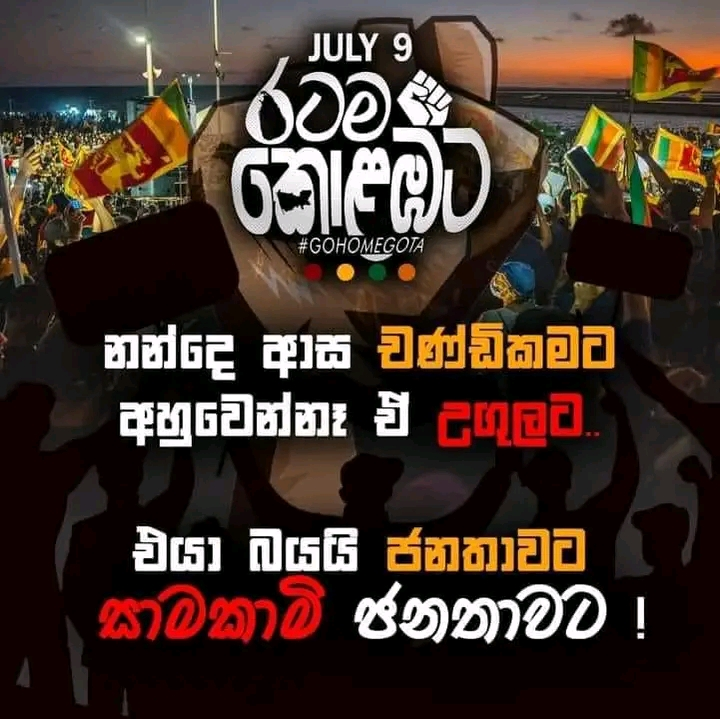 JULY 9
රටම
කොළඹට
#GOHOMEGOTA
නන්දෙ ආස චණ්ඩිකමට
අහුවෙන්නෑ ඒ උගුලට..
එයා බයයි ජනතාවට
සාමකාමි ජනතාවට !